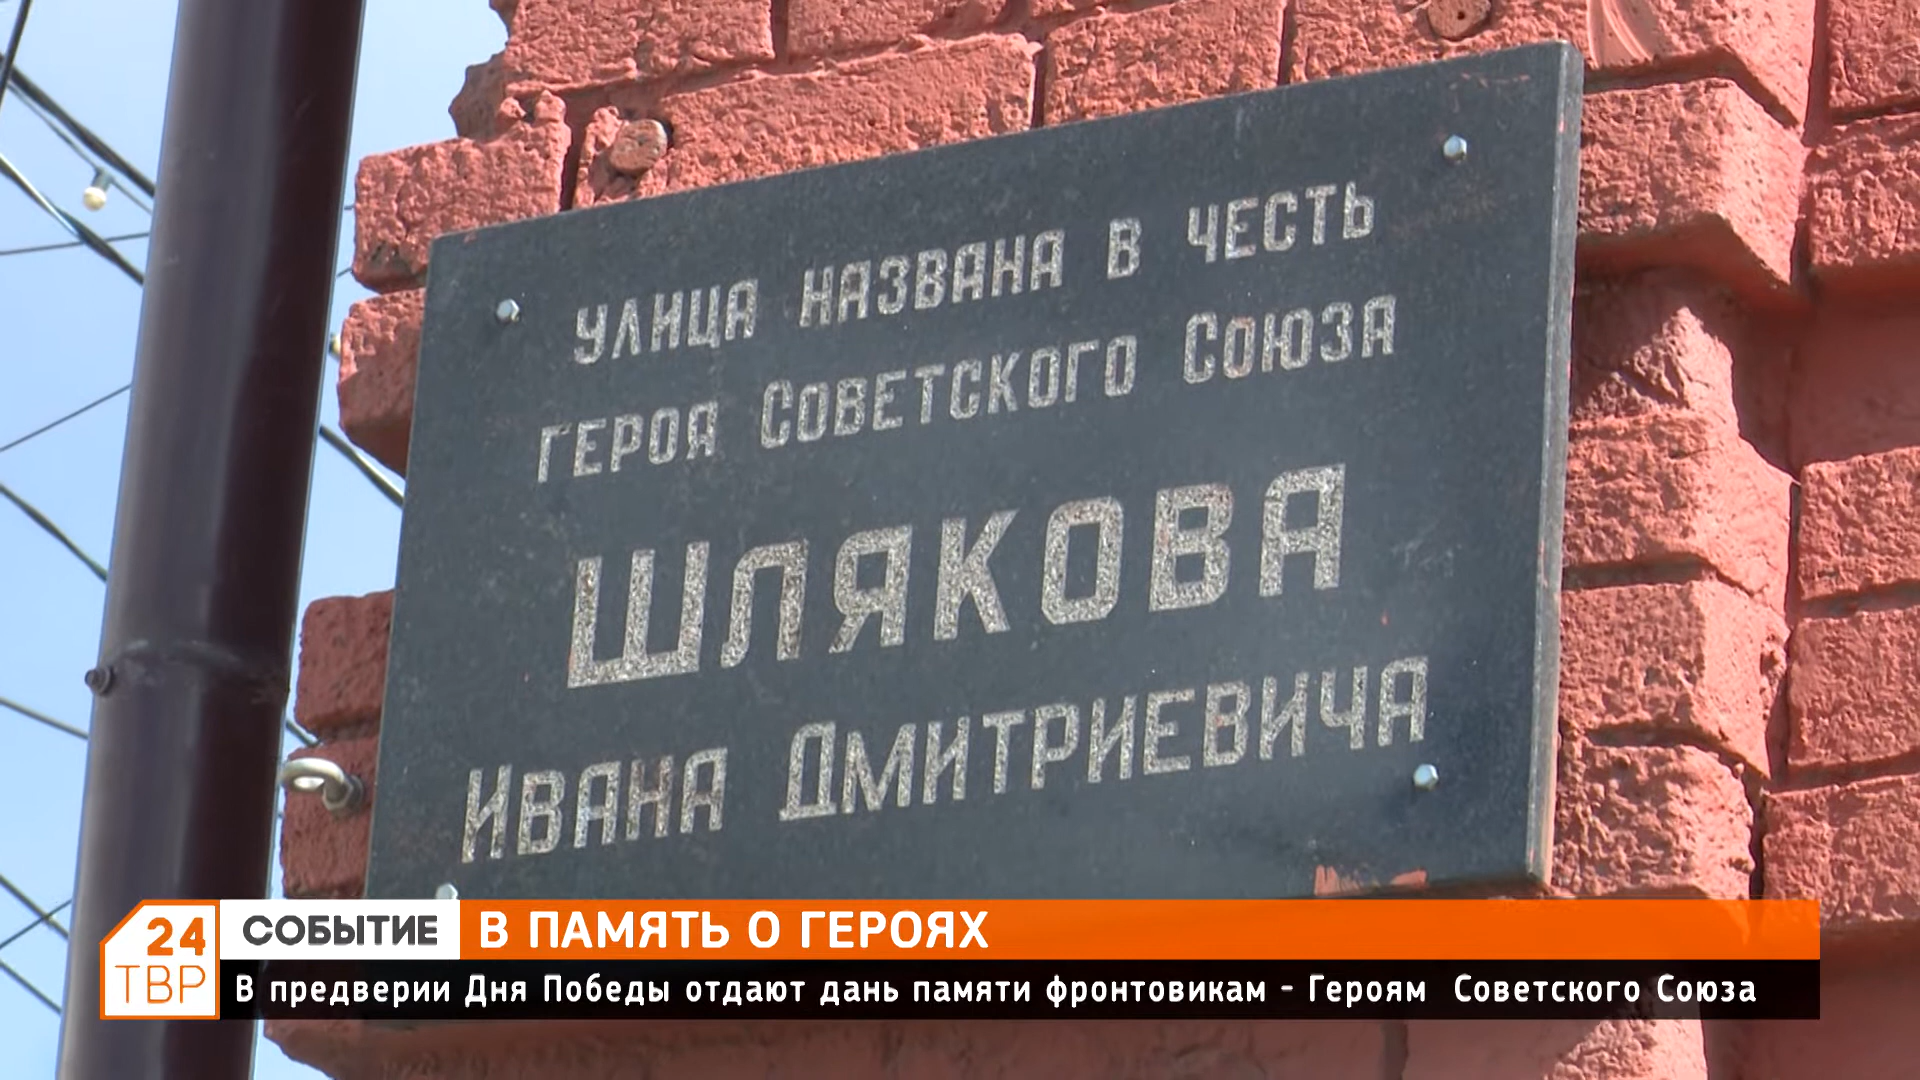 УЛИЦА НАЗВАНА В ЧЕСТЬ
ГЕРОЯ СОВЕТСКОГО СОЮЗА
ШЛЯКОВА
ИВАНА ДМИТРИЕВИЧА
24
ТВР
СОБЫТИЕ
В ПАМЯТЬ О ГЕРОЯХ
В предверии Дня Победы отдают дань памяти фронтовикам - Героям Советского Союза